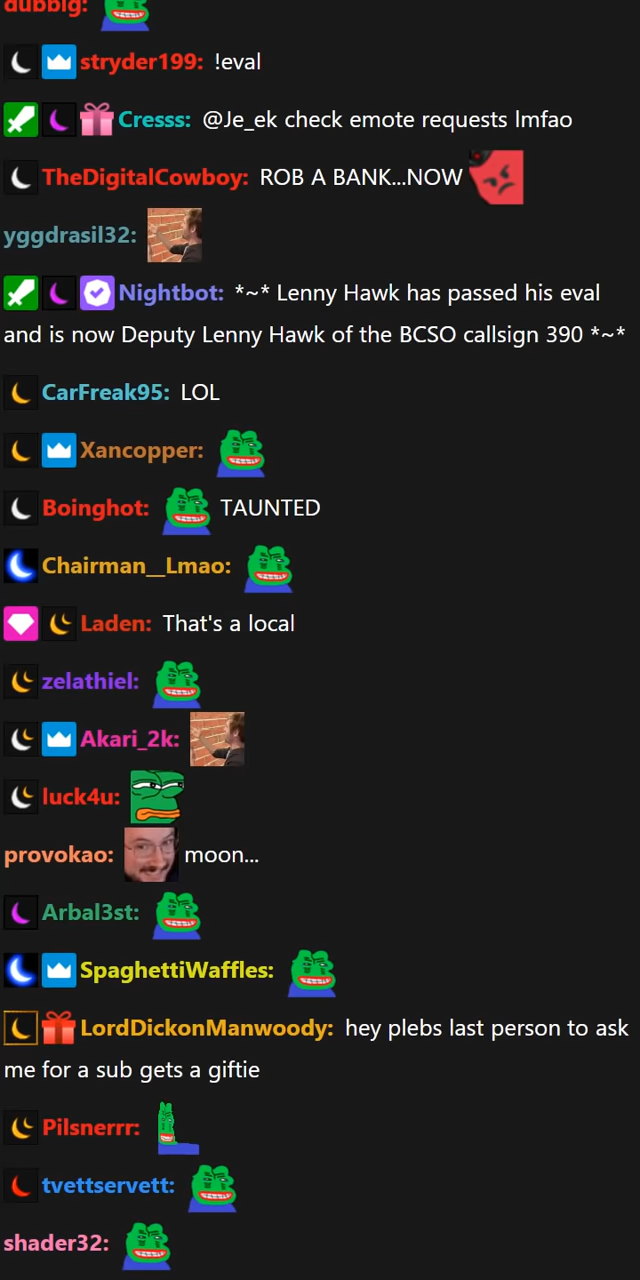 dubbig:
stryder199: !eval
Cresss: @Je_ek check emote requests lmfao
TheDigitalCowboy: ROB A BANK...NOW
yggdrasil32:
Nightbot: *~* Lenny Hawk has passed his eval
and is now Deputy Lenny Hawk of the BCSO callsign 390 *~*
CarFreak95: LOL
Xancopper:
Boinghot: TAUNTED
Chairman__Lmao:
Laden: That's a local
zelathiel:
Akari_2k:
luck4u:
provokao: moon...
Arbal3st:
SpaghettiWaffles:
LordDickonManwoody: hey plebs last person to ask
me for a sub gets a giftie
Pilsnerrr:
tvettservett:
shader32: